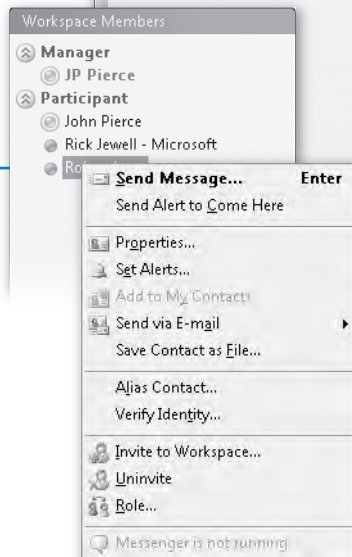 Workspace Members
Manager
JP Pierce
Participant
John Pierce
Rick Jewell - Microsoft
Send Message... Enter
Send Alert to Come Here
Properties...
Set Alerts...
Add to My Contacts
Send via E-mail
Save Contact as File...
Alias Contact...
Verify Identity...
Invite to Workspace...
Uninvite
Role...
Messenger is not running